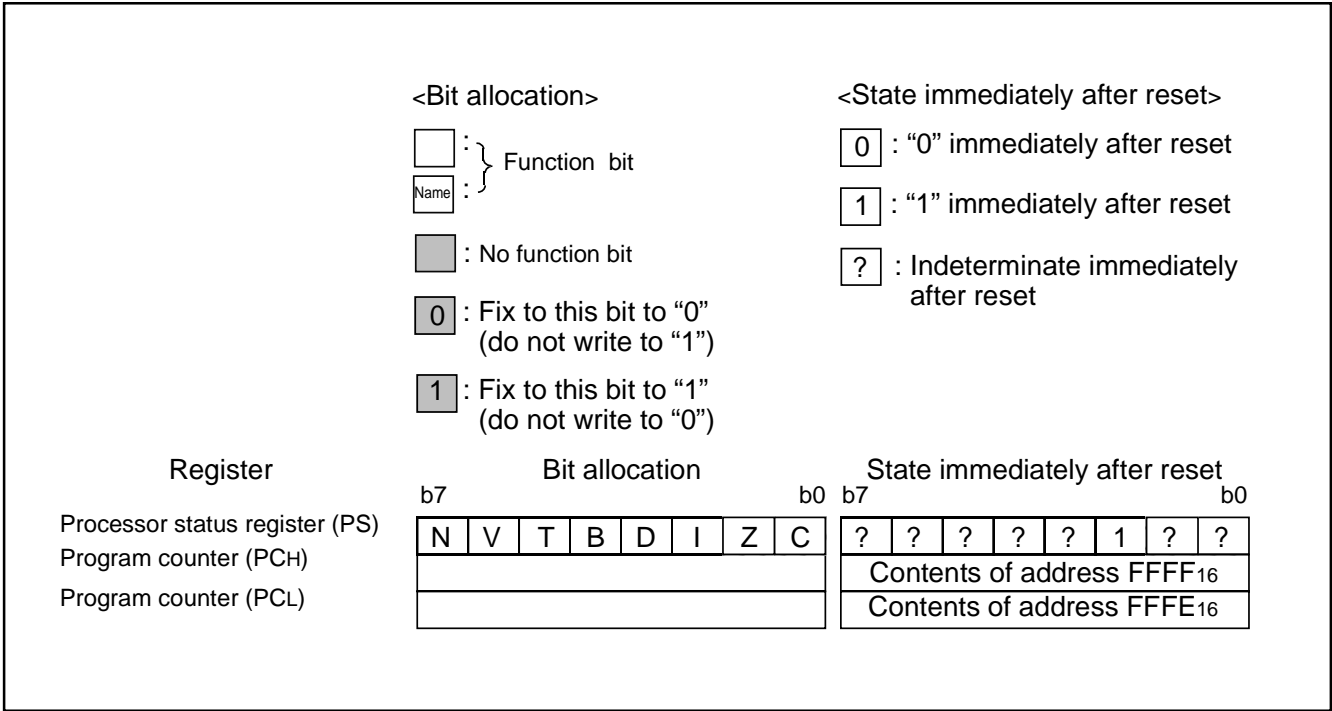 <Bit allocation>
:
Function bit
Name :
: No function bit
0 : Fix to this bit to “0”
(do not write to “1”)
1 : Fix to this bit to “1”
(do not write to “0”)
<State immediately after reset>
0 : “0” immediately after reset
1 : “1” immediately after reset
? : Indeterminate immediately
after reset
Register Bit allocation State immediately after reset
b7 b0 b7 b0
Processor status register (PS) N V T B D I Z C ? ? ? ? ? 1 ? ?
Program counter (PCH) Contents of address FFFF16
Program counter (PCL) Contents of address FFFE16